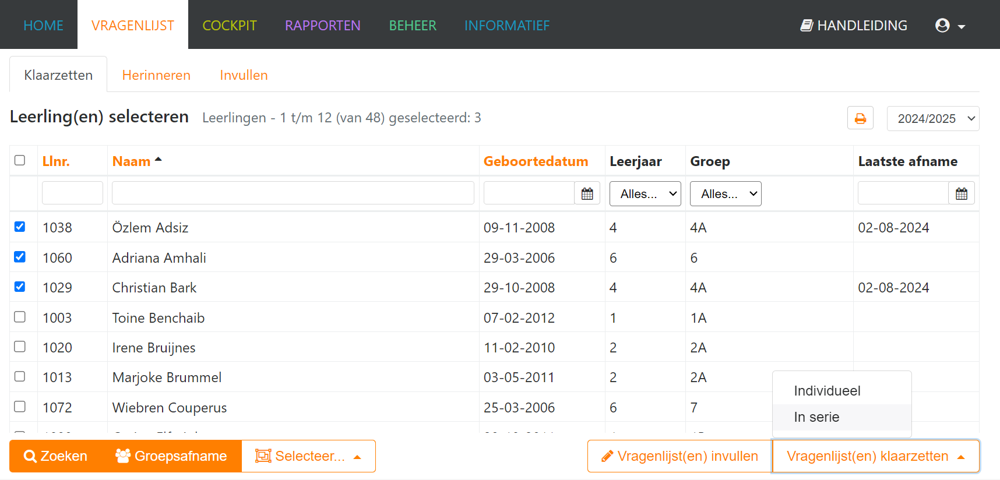 HOME VRAGENLIJST COCKPIT RAPPORTEN BEHEER INFORMATIEF HANDLEIDING
Klaarzetten Herinneren Invullen
Leerling(en) selecteren Leerlingen - 1 t/m 12 (van 48) geselecteerd: 3 2024/2025
Llnr. Naam Geboortedatum Leerjaar Groep Laatste afname
Alles... Alles...
1038 Özlem Adsiz 09-11-2008 4 4A 02-08-2024
1060 Adriana Amhali 29-03-2006 6 6
1029 Christian Bark 29-10-2008 4 4A 02-08-2024
1003 Toine Benchaib 07-02-2012 1 1A
1020 Irene Bruijnes 11-02-2010 2 2A
1013 Marjoke Brummel 03-05-2011 2 2A
1072 Wiebren Couperus 25-03-2006 6 7
Individueel
In serie
Zoeken Groepsafname Selecteer... Vragenlijst(en) invullen Vragenlijst(en) klaarzetten